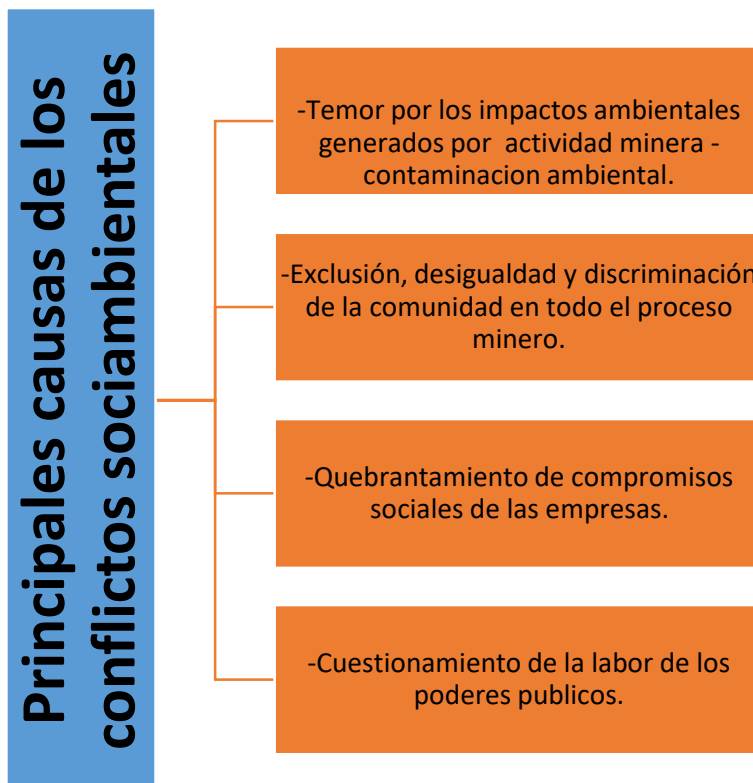 Principales causas de los
conflictos sociambientales
-Temor por los impactos ambientales
generados por actividad minera -
contaminacion ambiental.
-Exclusión, desigualdad y discriminación
de la comunidad en todo el proceso
minero.
-Quebrantamiento de compromisos
sociales de las empresas.
-Cuestionamiento de la labor de los
poderes publicos.